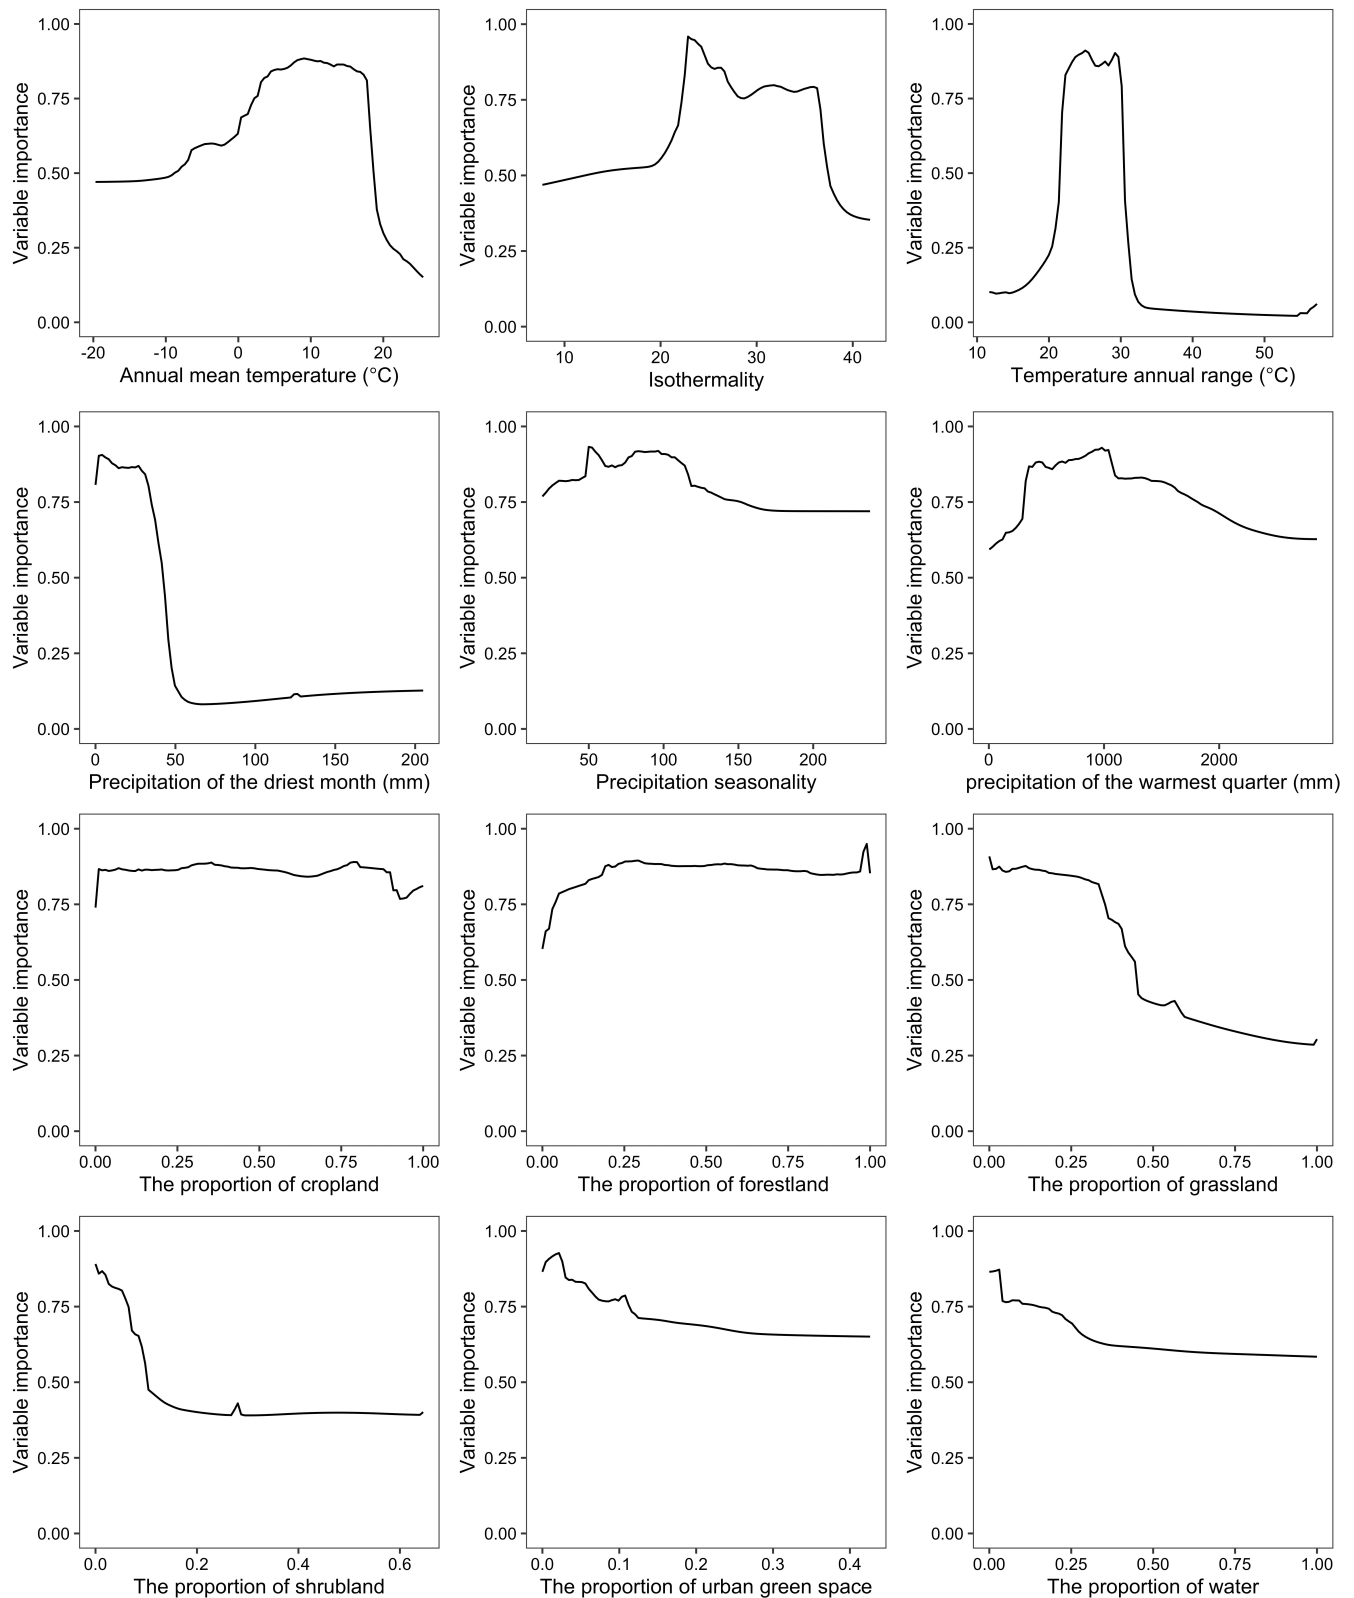 1.00
0.75
0.50
0.25
0.00
Variable importance
-20 -10 0 10 20
Annual mean temperature (°C)
1.00
0.75
0.50
0.25
0.00
Variable importance
10 20 30 40
Isothermality
1.00
0.75
0.50
0.25
0.00
Variable importance
10 20 30 40 50
Temperature annual range (°C)
1.00
0.75
0.50
0.25
0.00
Variable importance
0 50 100 150 200
Precipitation of the driest month (mm)
1.00
0.75
0.50
0.25
0.00
Variable importance
50 100 150 200
Precipitation seasonality
1.00
0.75
0.50
0.25
0.00
Variable importance
0 1000 2000
precipitation of the warmest quarter (mm)
1.00
0.75
0.50
0.25
0.00
Variable importance
0.00 0.25 0.50 0.75 1.00
The proportion of cropland
1.00
0.75
0.50
0.25
0.00
Variable importance
0.00 0.25 0.50 0.75 1.00
The proportion of forestland
1.00
0.75
0.50
0.25
0.00
Variable importance
0.00 0.25 0.50 0.75 1.00
The proportion of grassland
1.00
0.75
0.50
0.25
0.00
Variable importance
0.0 0.2 0.4 0.6
The proportion of shrubland
1.00
0.75
0.50
0.25
0.00
Variable importance
0.0 0.1 0.2 0.3 0.4
The proportion of urban green space
1.00
0.75
0.50
0.25
0.00
Variable importance
0.00 0.25 0.50 0.75 1.00
The proportion of water